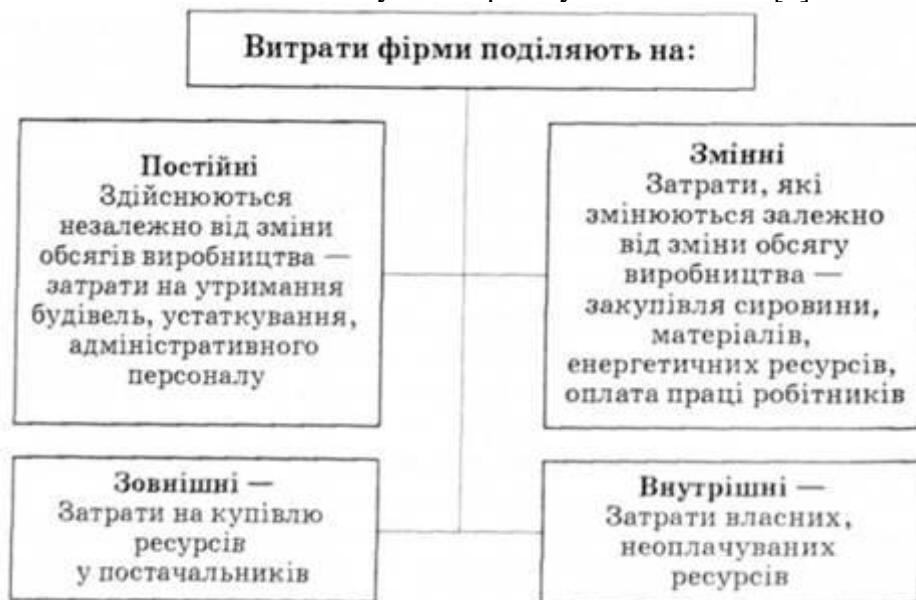 Витрати фірми поділяють на:
Постійні
Здійснюються
незалежно від зміни
обсягів виробництва —
затрати на утримання
будівель, устаткування,
адміністративного
персоналу
Змінні
Затрати, які
змінюються залежно
від зміни обсягу
виробництва —
закупівля сировини,
матеріалів,
енергетичних ресурсів,
оплата праці робітників
Зовнішні —
Затрати на купівлю
ресурсів
у постачальників
Внутрішні —
Затрати власних,
неоплачуваних
ресурсів